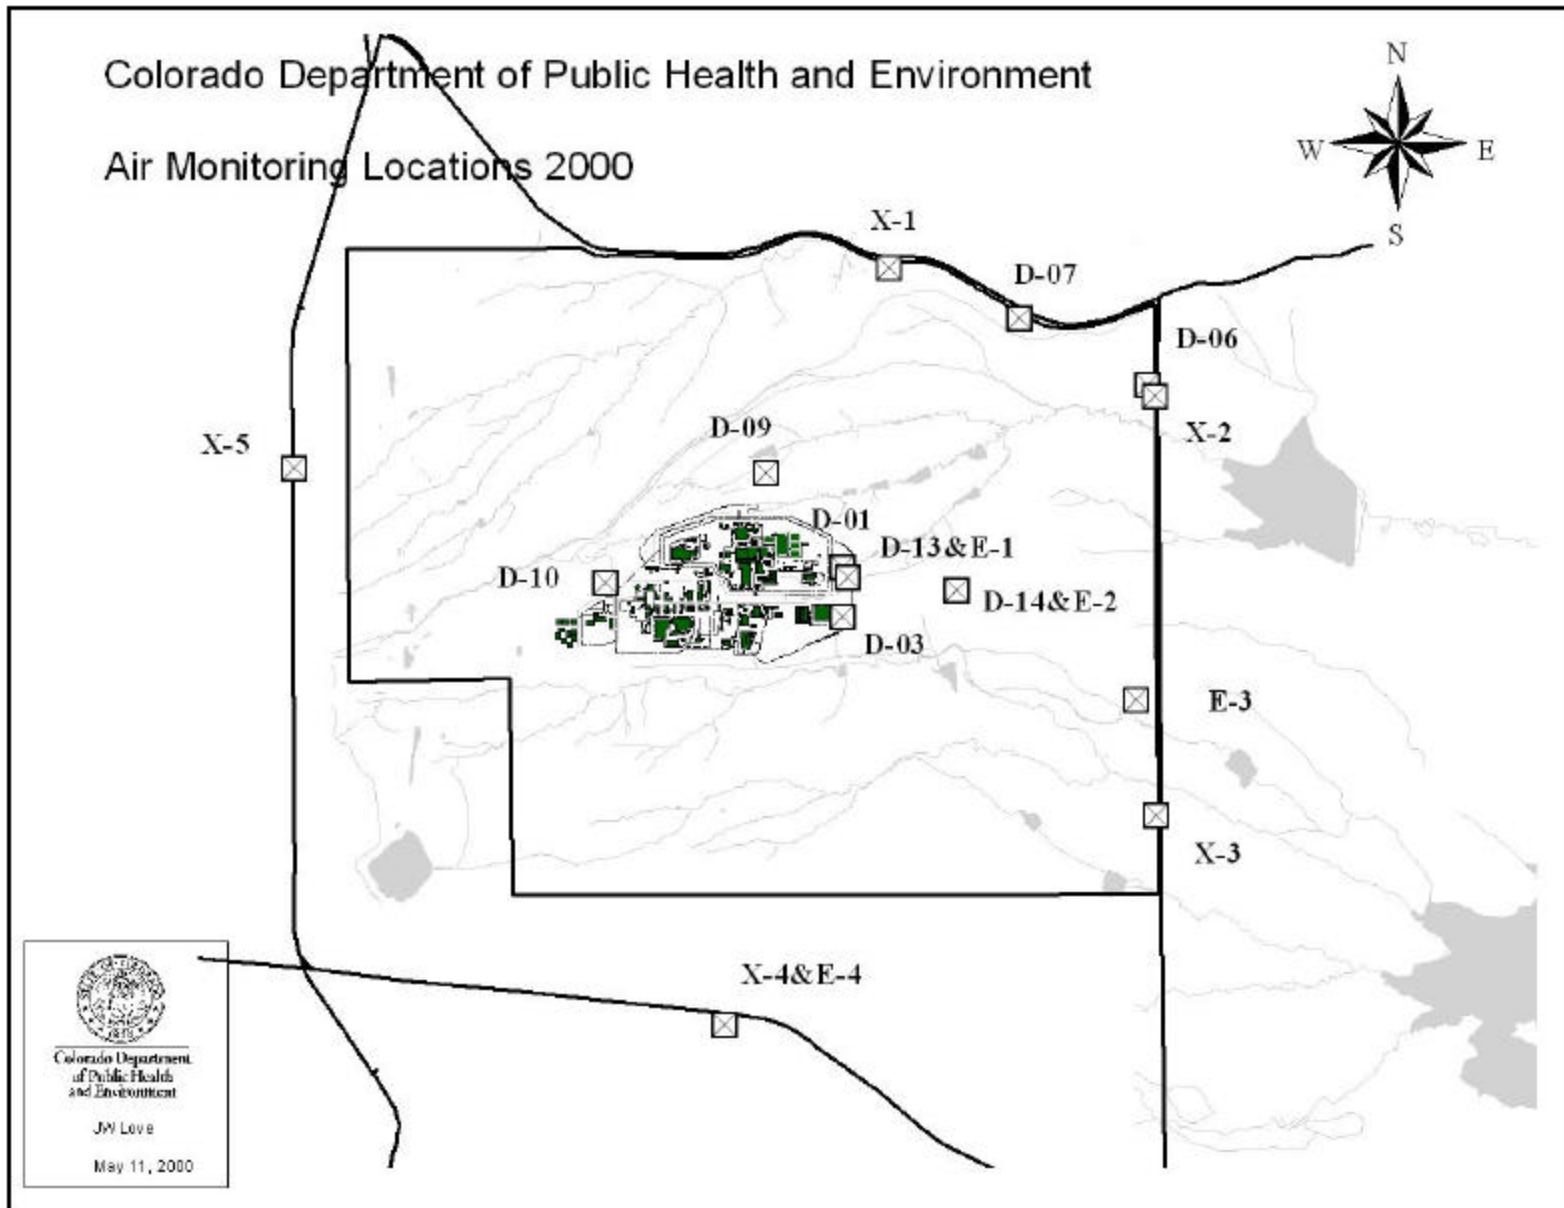 Colorado Department of Public Health and Environment
Air Monitoring Locations 2000
N
W
E
S
X-1
D-07
D-06
X-2
D-09
X-5
D-01
D-13&E-1
D-10
D-14&E-2
D-03
E-3
X-3
X-4&E-4
Colorado Department
of Public Health
and Environment
JW Love
May 11, 2000